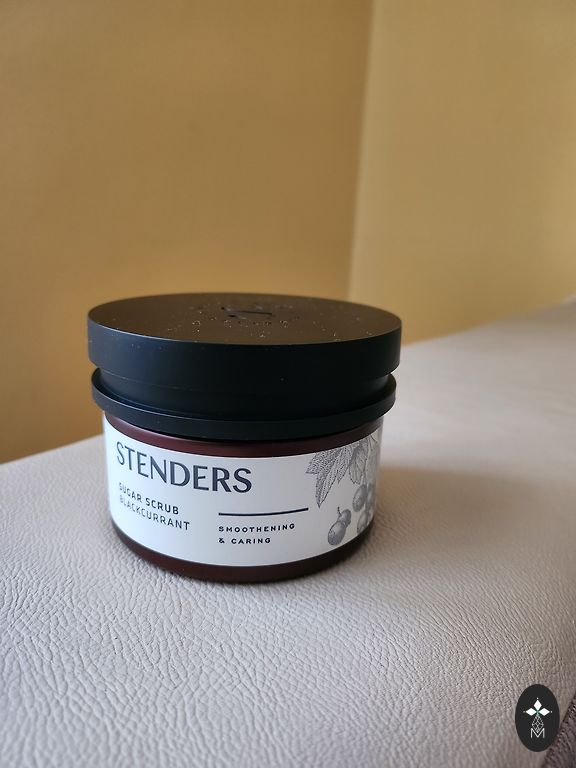 STENDERS
SUGAR SCRUB
BLACKCURRANT
SMOOTHENING
& CARING
M